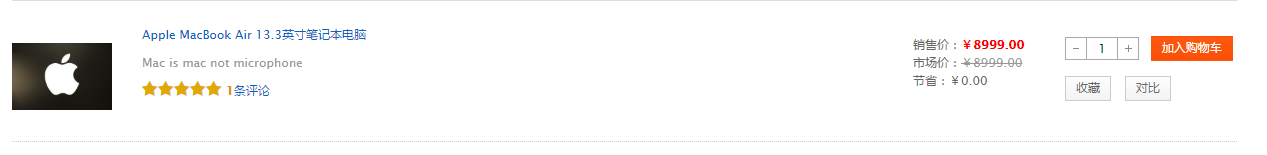 Apple MacBook Air 13.3英寸笔记本电脑
Mac is mac not microphone
1条评论
销售价：￥8999.00
市场价：￥8999.00
节省：￥0.00
− 1 + 加入购物车
收藏 对比